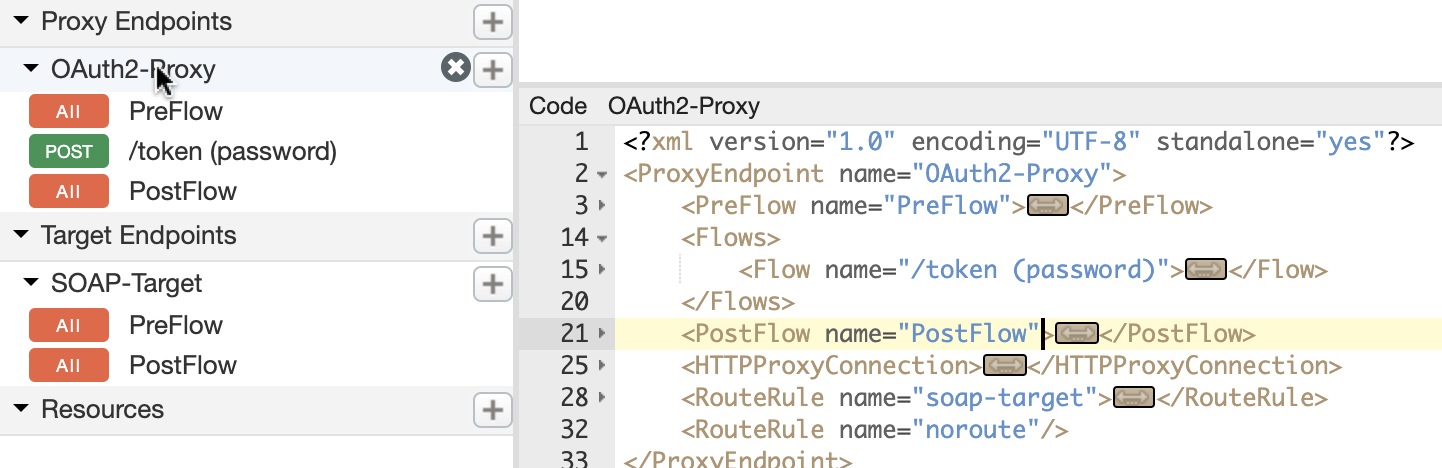 Proxy Endpoints
OAuth2-Proxy
All PreFlow
POST /token (password)
All PostFlow
Target Endpoints
SOAP-Target
All PreFlow
All PostFlow
Resources
Code OAuth2-Proxy
1 <?xml version="1.0" encoding="UTF-8" standalone="yes"?>
2 <ProxyEndpoint name="OAuth2-Proxy">
3 <PreFlow name="PreFlow"></PreFlow>
14 <Flows>
15 <Flow name="/token (password)"></Flow>
20 </Flows>
21 <PostFlow name="PostFlow"></PostFlow>
25 <HTTPProxyConnection></HTTPProxyConnection>
28 <RouteRule name="soap-target"></RouteRule>
32 <RouteRule name="noroute"/>
33 </ProxyEndpoint>